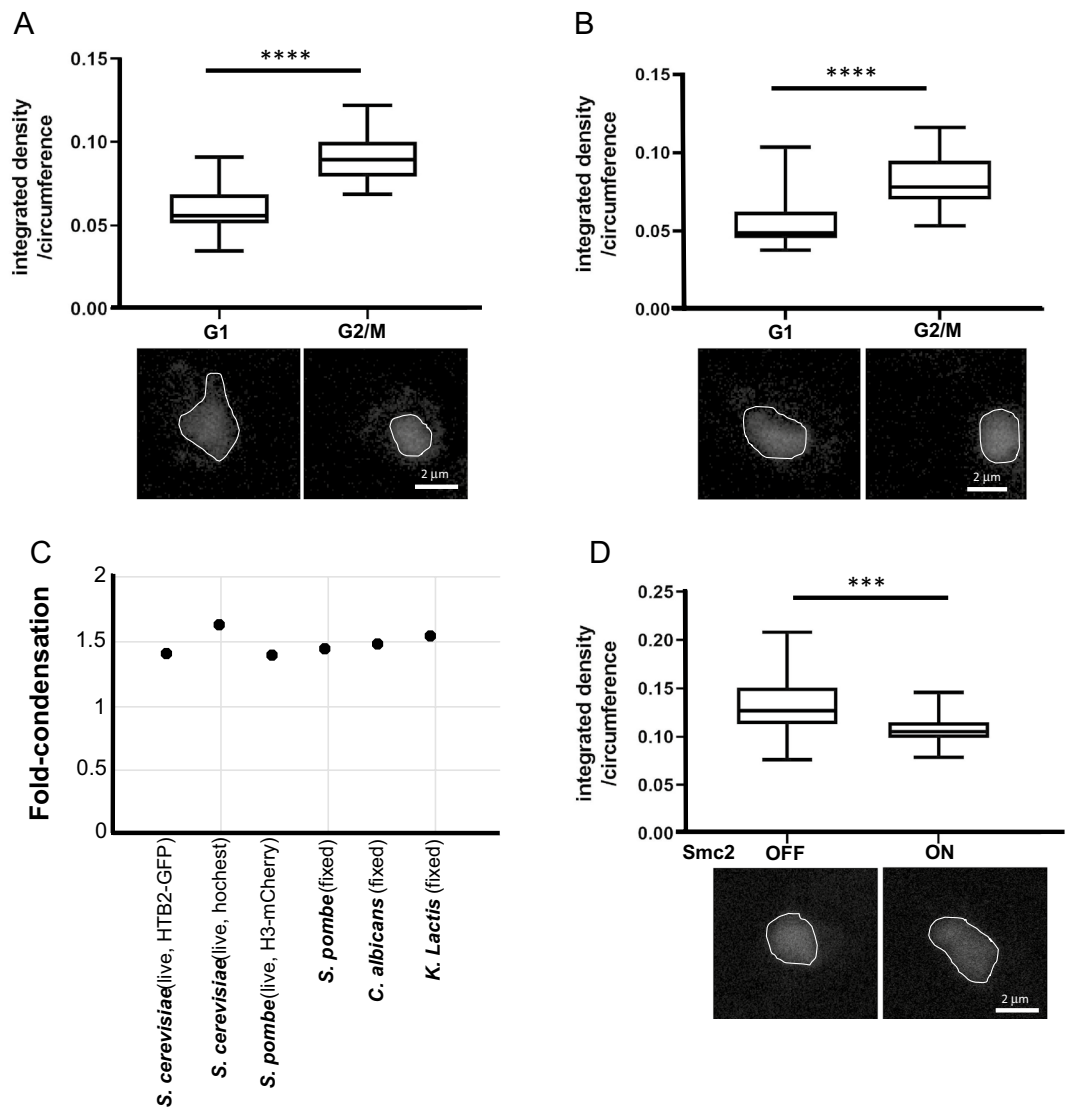 A
0.15
0.10
0.05
0.00
integrated density
/circumference
****
G1
G2/M
2 μm
B
0.15
0.10
0.05
0.00
integrated density
/circumference
****
G1
G2/M
2 μm
C
2
1.5
1
0.5
0
Fold-condensation
S. cerevisiae(live, HTB2-GFP)
S. cerevisiae(live, hochest)
S. pombe(live, H3-mCherry)
S. pombe(fixed)
C. albicans (fixed)
K. Lactis (fixed)
D
0.25
0.20
0.15
0.10
0.05
0.00
integrated density
/circumference
***
Smc2 OFF ON
2 μm